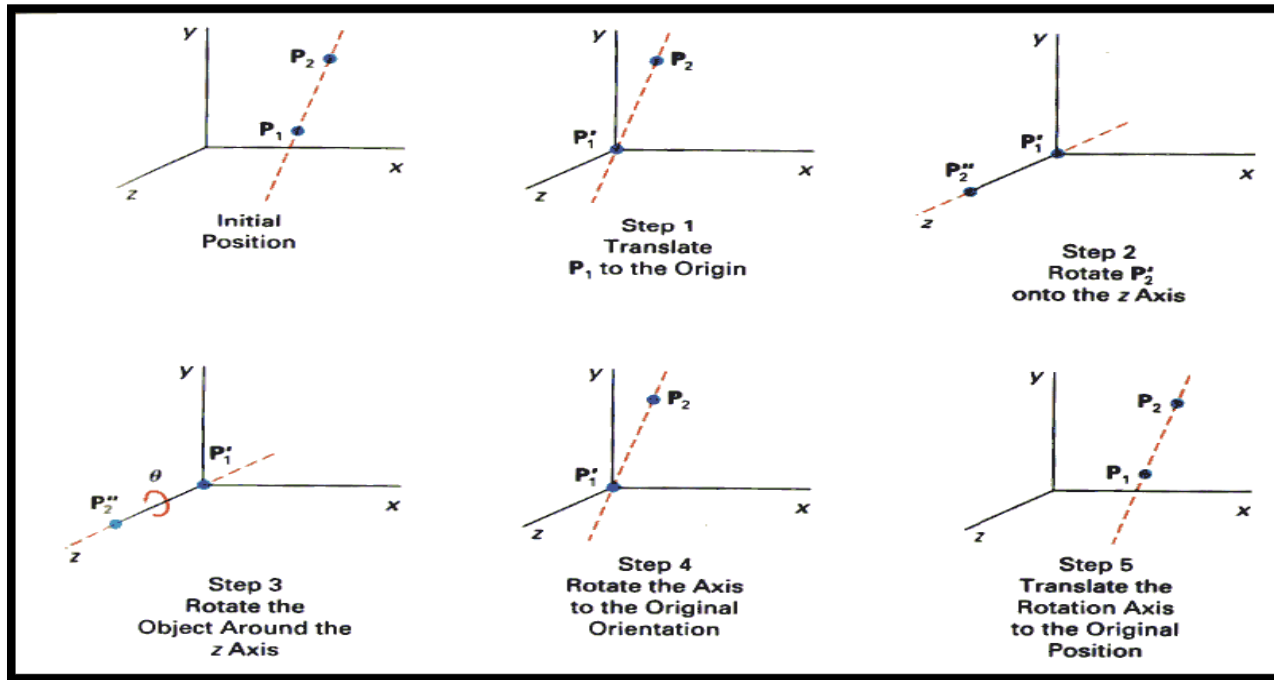 y
P₂
P₁
x
z
Initial
Position
y
P₂
P₁′
x
z
Step 1
Translate
P₁ to the Origin
y
P₁′
P₂″
x
z
Step 2
Rotate P₂′
onto the z Axis
y
P₁′
θ
P₂″
x
z
Step 3
Rotate the
Object Around the
z Axis
y
P₂
P₁′
x
z
Step 4
Rotate the Axis
to the Original
Orientation
y
P₂
P₁
x
z
Step 5
Translate the
Rotation Axis
to the Original
Position